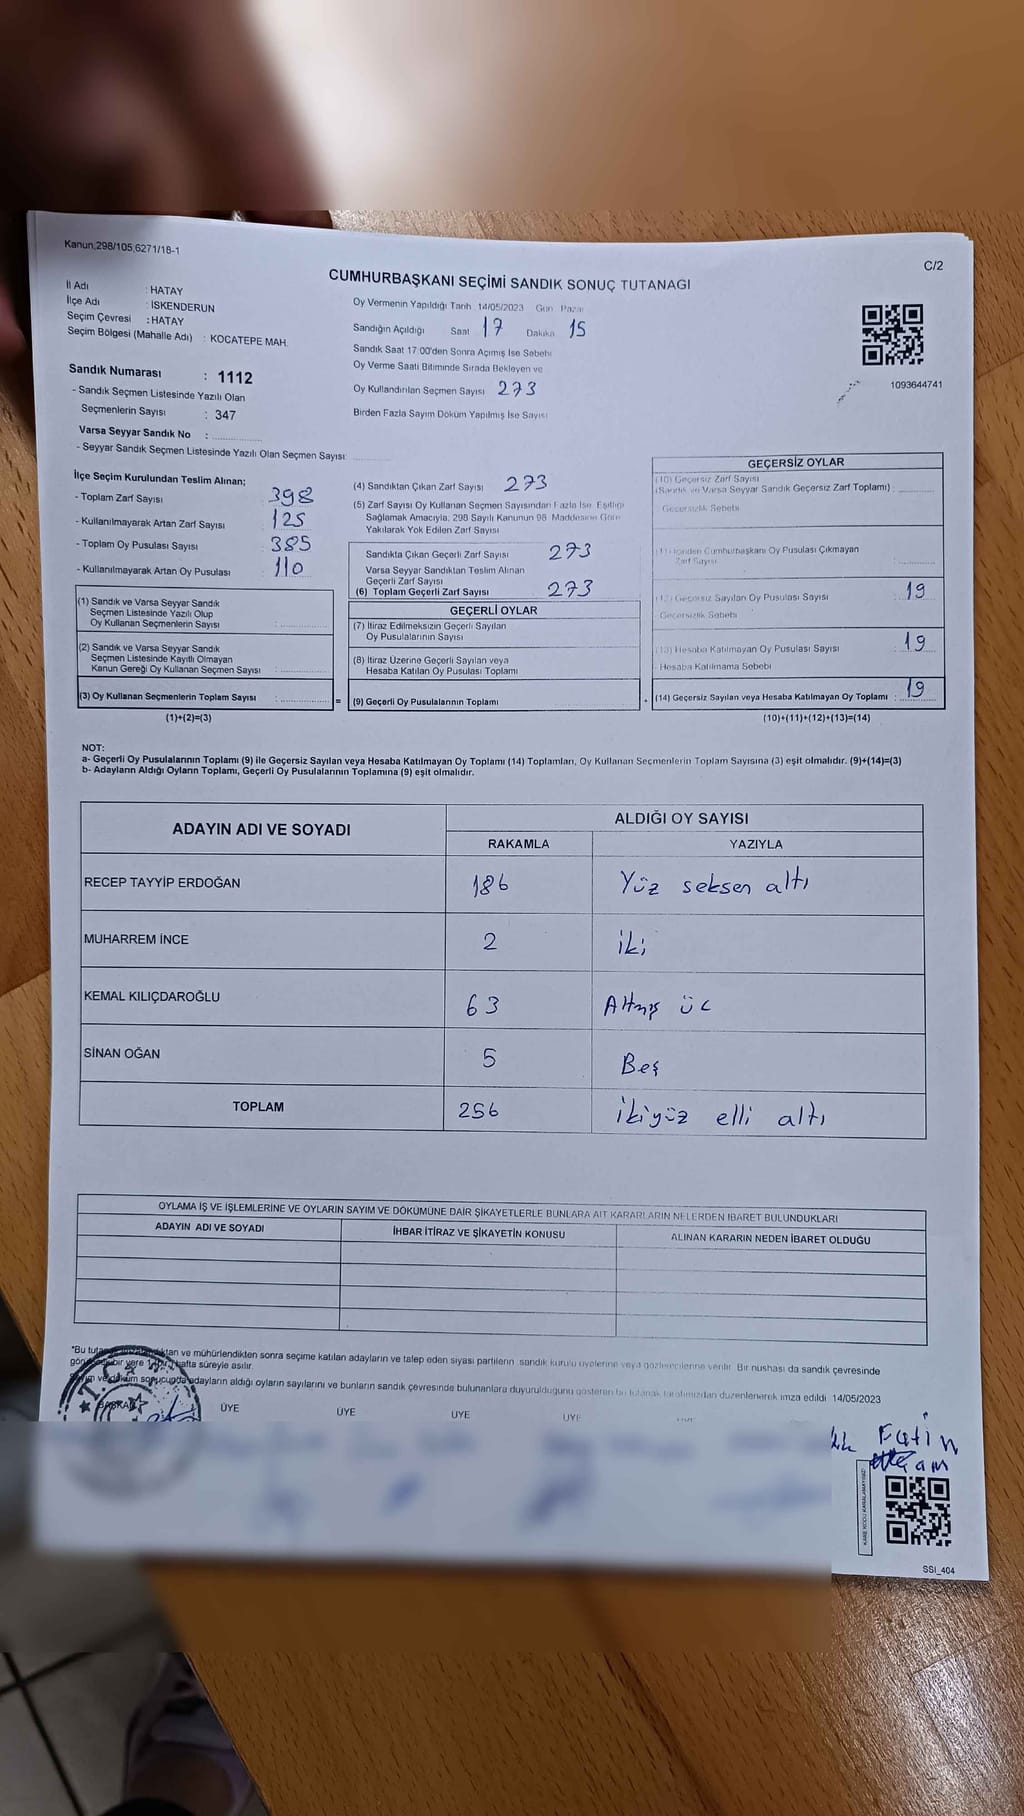 Kanun,298/105,6271/18-1
C/2
CUMHURBAŞKANI SEÇİMİ SANDIK SONUÇ TUTANAĞI
İl Adı : HATAY
İlçe Adı : İSKENDERUN
Seçim Çevresi : HATAY
Seçim Bölgesi (Mahalle Adı) : KOCATEPE MAH.
Sandık Numarası : 1112
- Sandık Seçmen Listesinde Yazılı Olan
Seçmenlerin Sayısı : 347
Varsa Seyyar Sandık No :
- Seyyar Sandık Seçmen Listesinde Yazılı Olan Seçmen Sayısı:
Oy Vermenin Yapıldığı Tarih 14/05/2023 Gün Pazar
Sandığın Açıldığı Saat 17 Dakika 15
Sandık Saat 17:00'den Sonra Açımış İse Sebebi
Oy Verme Saati Bitiminde Sırada Bekleyen ve
Oy Kullandırılan Seçmen Sayısı 273
Birden Fazla Sayım Döküm Yapılmış İse Sayısı
1093644741
İlçe Seçim Kurulundan Teslim Alınan;
- Toplam Zarf Sayısı 398
- Kullanılmayarak Artan Zarf Sayısı 125
- Toplam Oy Pusulası Sayısı 385
- Kullanılmayarak Artan Oy Pusulası 110
(1) Sandık ve Varsa Seyyar Sandık
Seçmen Listesinde Yazılı Olup
Oy Kullanan Seçmenlerin Sayısı :
(2) Sandık ve Varsa Seyyar Sandık
Seçmen Listesinde Kayıtlı Olmayan
Kanun Gereği Oy Kullanan Seçmen Sayısı :
(3) Oy Kullanan Seçmenlerin Toplam Sayısı :
(1)+(2)=(3)
=
(4) Sandıktan Çıkan Zarf Sayısı 273
(5) Zarf Sayısı Oy Kullanan Seçmen Sayısından Fazla İse Eşitliği
Sağlamak Amacıyla, 298 Sayılı Kanunun 98. Maddesine Göre
Yakılarak Yok Edilen Zarf Sayısı
Sandıkta Çıkan Geçerli Zarf Sayısı 273
Varsa Seyyar Sandıktan Teslim Alınan
Geçerli Zarf Sayısı
(6) Toplam Geçerli Zarf Sayısı 273
GEÇERLİ OYLAR
(7) İtiraz Edilmeksizin Geçerli Sayılan
Oy Pusulalarının Sayısı
(8) İtiraz Üzerine Geçerli Sayılan veya
Hesaba Katılan Oy Pusulası Toplamı
(9) Geçerli Oy Pusulalarının Toplamı
GEÇERSİZ OYLAR
(10) Geçersiz Zarf Sayısı
(Sandık ve Varsa Seyyar Sandık Geçersiz Zarf Toplamı)
Geçersizlik Sebebi
(11) İçinden Cumhurbaşkanı Oy Pusulası Çıkmayan
Zarf Sayısı
(12) Geçersiz Sayılan Oy Pusulası Sayısı 19
Geçersizlik Sebebi
(13) Hesaba Katılmayan Oy Pusulası Sayısı 19
- Hesaba Katılmama Sebebi
(14) Geçersiz Sayılan veya Hesaba Katılmayan Oy Toplamı : 19
(10)+(11)+(12)+(13)=(14)
NOT:
a- Geçerli Oy Pusulalarının Toplamı (9) ile Geçersiz Sayılan veya Hesaba Katılmayan Oy Toplamı (14) Toplamları, Oy Kullanan Seçmenlerin Toplam Sayısına (3) eşit olmalıdır. (9)+(14)=(3)
b- Adayların Aldığı Oyların Toplamı, Geçerli Oy Pusulalarının Toplamına (9) eşit olmalıdır.
ADAYIN ADI VE SOYADI
ALDIĞI OY SAYISI
RAKAMLA YAZIYLA
RECEP TAYYİP ERDOĞAN 186 Yüz seksen altı
MUHARREM İNCE 2 iki
KEMAL KILIÇDAROĞLU 63 Altmış üc
SİNAN OĞAN 5 Beş
TOPLAM 256 ikiyüz elli altı
OYLAMA İŞ VE İŞLEMLERİNE VE OYLARIN SAYIM VE DÖKÜMÜNE DAİR ŞİKAYETLERLE BUNLARA AİT KARARLARIN NELERDEN İBARET BULUNDUKLARI
ADAYIN ADI VE SOYADI İHBAR İTİRAZ VE ŞİKAYETİN KONUSU ALINAN KARARIN NEDEN İBARET OLDUĞU
"Bu ve mühürlendikten sonra seçime katılan adayların ve talep eden siyasi partilerin sandık kurulu üyelerine veya gözlemcilerine verilir. Bir nüshası da sandık çevresinde
bir yere 1 hafta süreyle asılır.
adayların aldığı oyların sayılarını ve bunların sandık çevresinde bulunanlara duyurulduğunu gösteren bu tutanak tarafımızdan düzenlenerek imza edildi 14/05/2023
T.C.
BAŞKAN ÜYE ÜYE ÜYE ÜYE
Fatin
KARE KODU KARALAMAYINIZ!
SSI_404